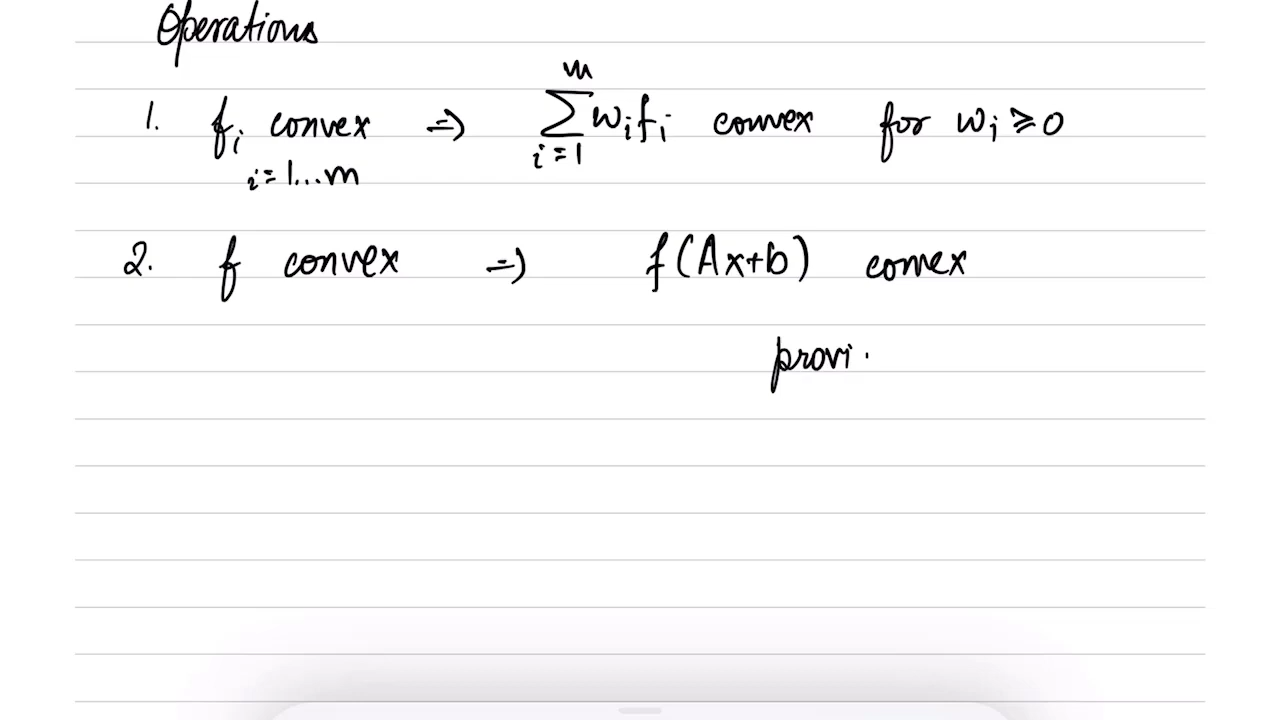 Operations
1. fᵢ convex ⇒ ∑ᵢ₌₁ᵐ wᵢfᵢ convex for wᵢ ⩾ 0
i = 1...m
2. f convex ⇒ f(Ax+b) convex
provi